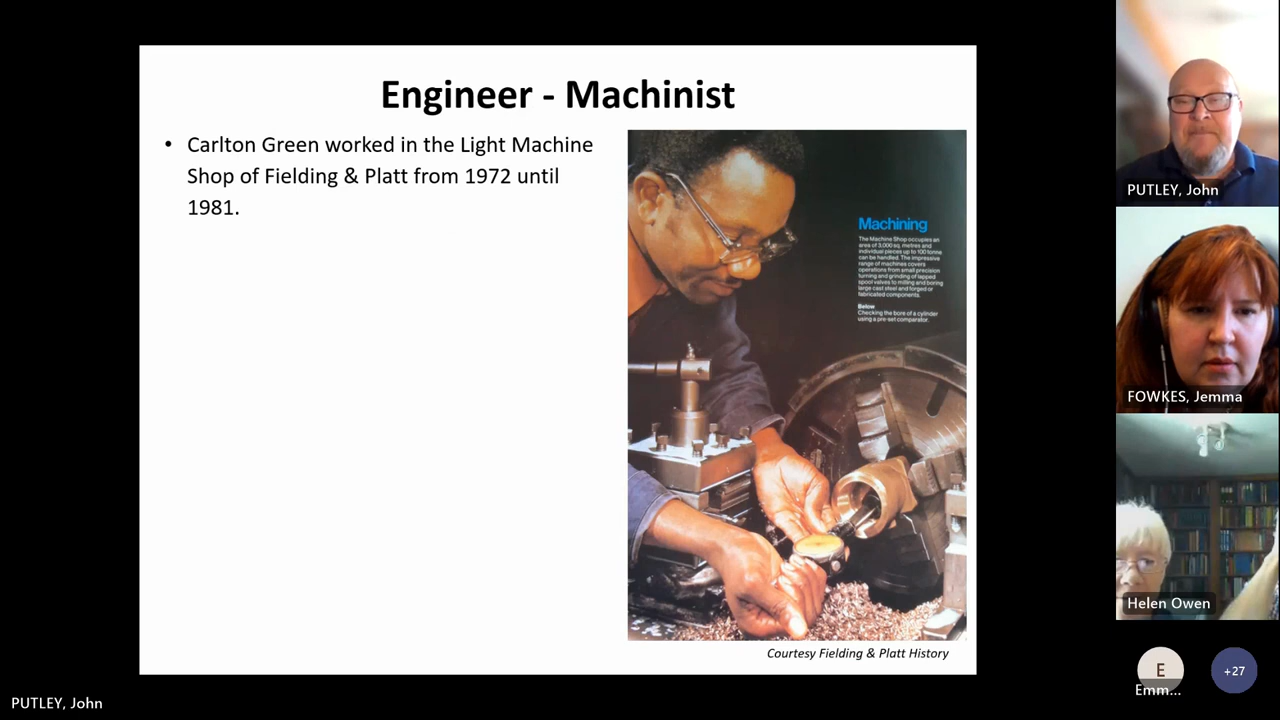 Engineer - Machinist
• Carlton Green worked in the Light Machine
Shop of Fielding & Platt from 1972 until
1981.
Machining
The Machine Shop occupies an
area of 3,000 sq. metres and
individual pieces up to 100 tonne
can be handled. The impressive
range of machines covers
operations from small precision
turning and grinding of lapped
spool valves to milling and boring
large cast steel and forged or
fabricated components.
Below
Checking the bore of a cylinder
using a pre-set comparator.
Courtesy Fielding & Platt History
PUTLEY, John
FOWKES, Jemma
Helen Owen
E
Emm...
+27
PUTLEY, John